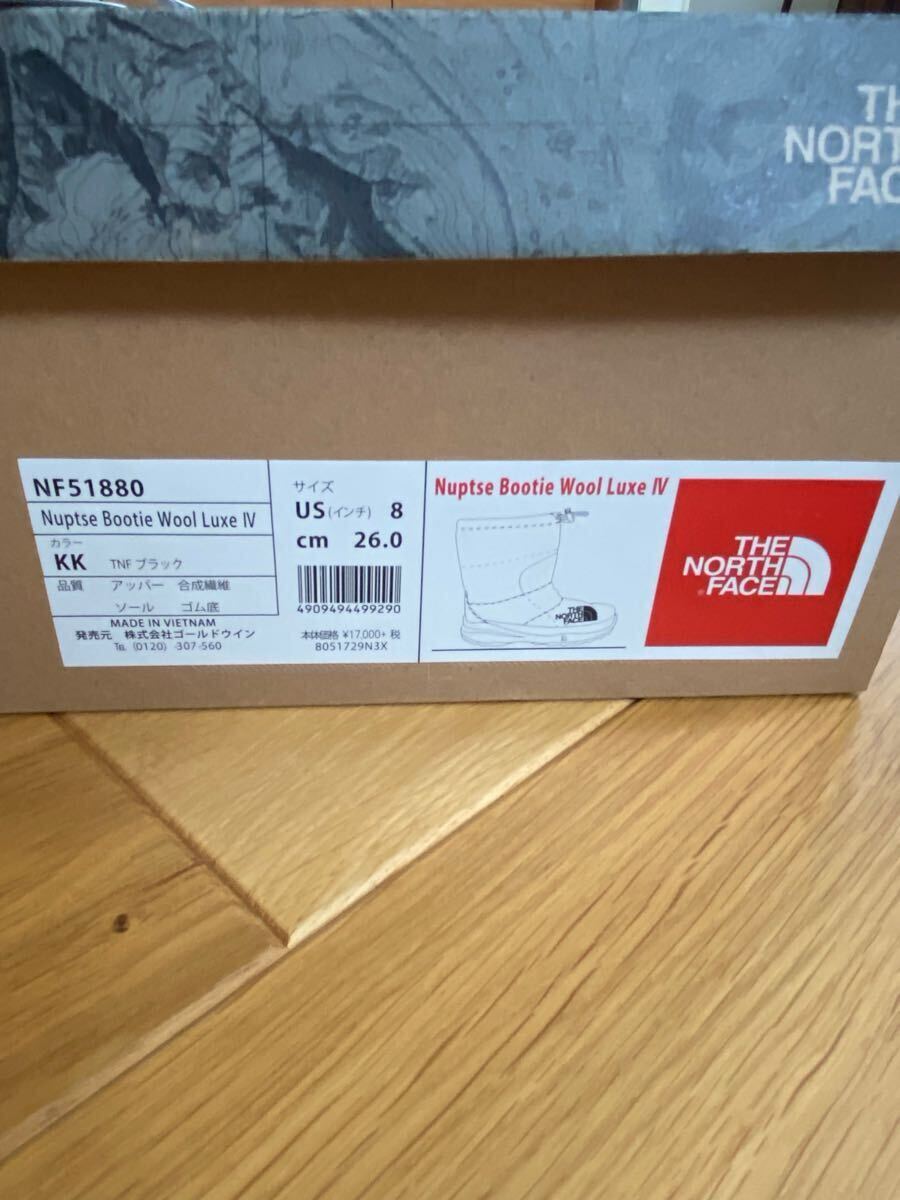 THE
NORTH
FACE
NF51880
Nuptse Bootie Wool Luxe Ⅳ
カラー
KK TNF ブラック
品質 アッパー 合成繊維
ソール ゴム底
MADE IN VIETNAM
発売元 株式会社ゴールドウイン
℡ (0120) -307-560
サイズ
US (インチ) 8
cm 26.0
4909494499290
本体価格 ¥17,000+ 税
8051729N3X
Nuptse Bootie Wool Luxe Ⅳ
THE
NORTH
FACE
THE
NORTH
FACE